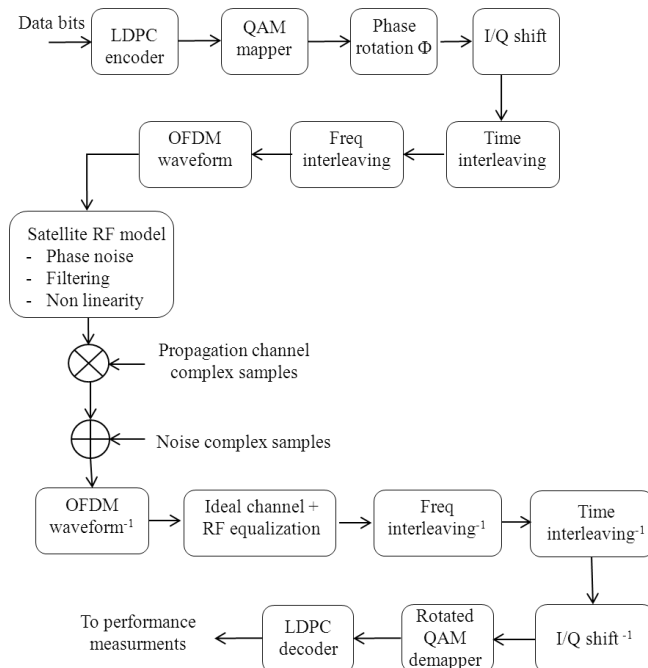 Data bits
LDPC
encoder
QAM
mapper
Phase
rotation Φ
I/Q shift
OFDM
waveform
Freq
interleaving
Time
interleaving
Satellite RF model
- Phase noise
- Filtering
- Non linearity
Propagation channel
complex samples
Noise complex samples
OFDM
waveform-1
Ideal channel +
RF equalization
Freq
interleaving-1
Time
interleaving-1
To performance
measurments
LDPC
decoder
Rotated
QAM
demapper
I/Q shift -1